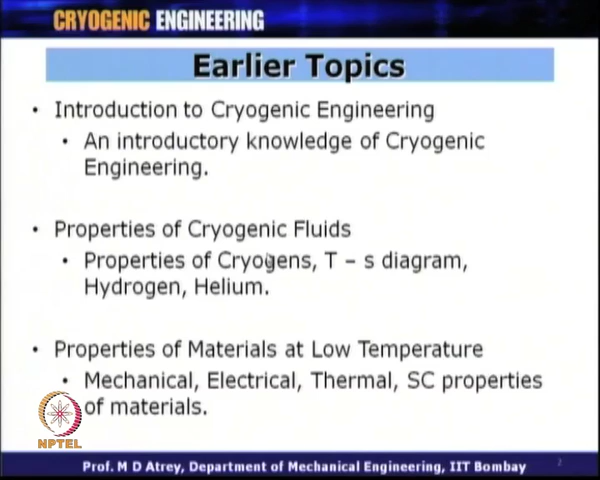 CRYOGENIC ENGINEERING
Earlier Topics
• Introduction to Cryogenic Engineering
• An introductory knowledge of Cryogenic
Engineering.
• Properties of Cryogenic Fluids
• Properties of Cryogens, T – s diagram,
Hydrogen, Helium.
• Properties of Materials at Low Temperature
• Mechanical, Electrical, Thermal, SC properties
of materials.
NPTEL
Prof. M D Atrey, Department of Mechanical Engineering, IIT Bombay
2